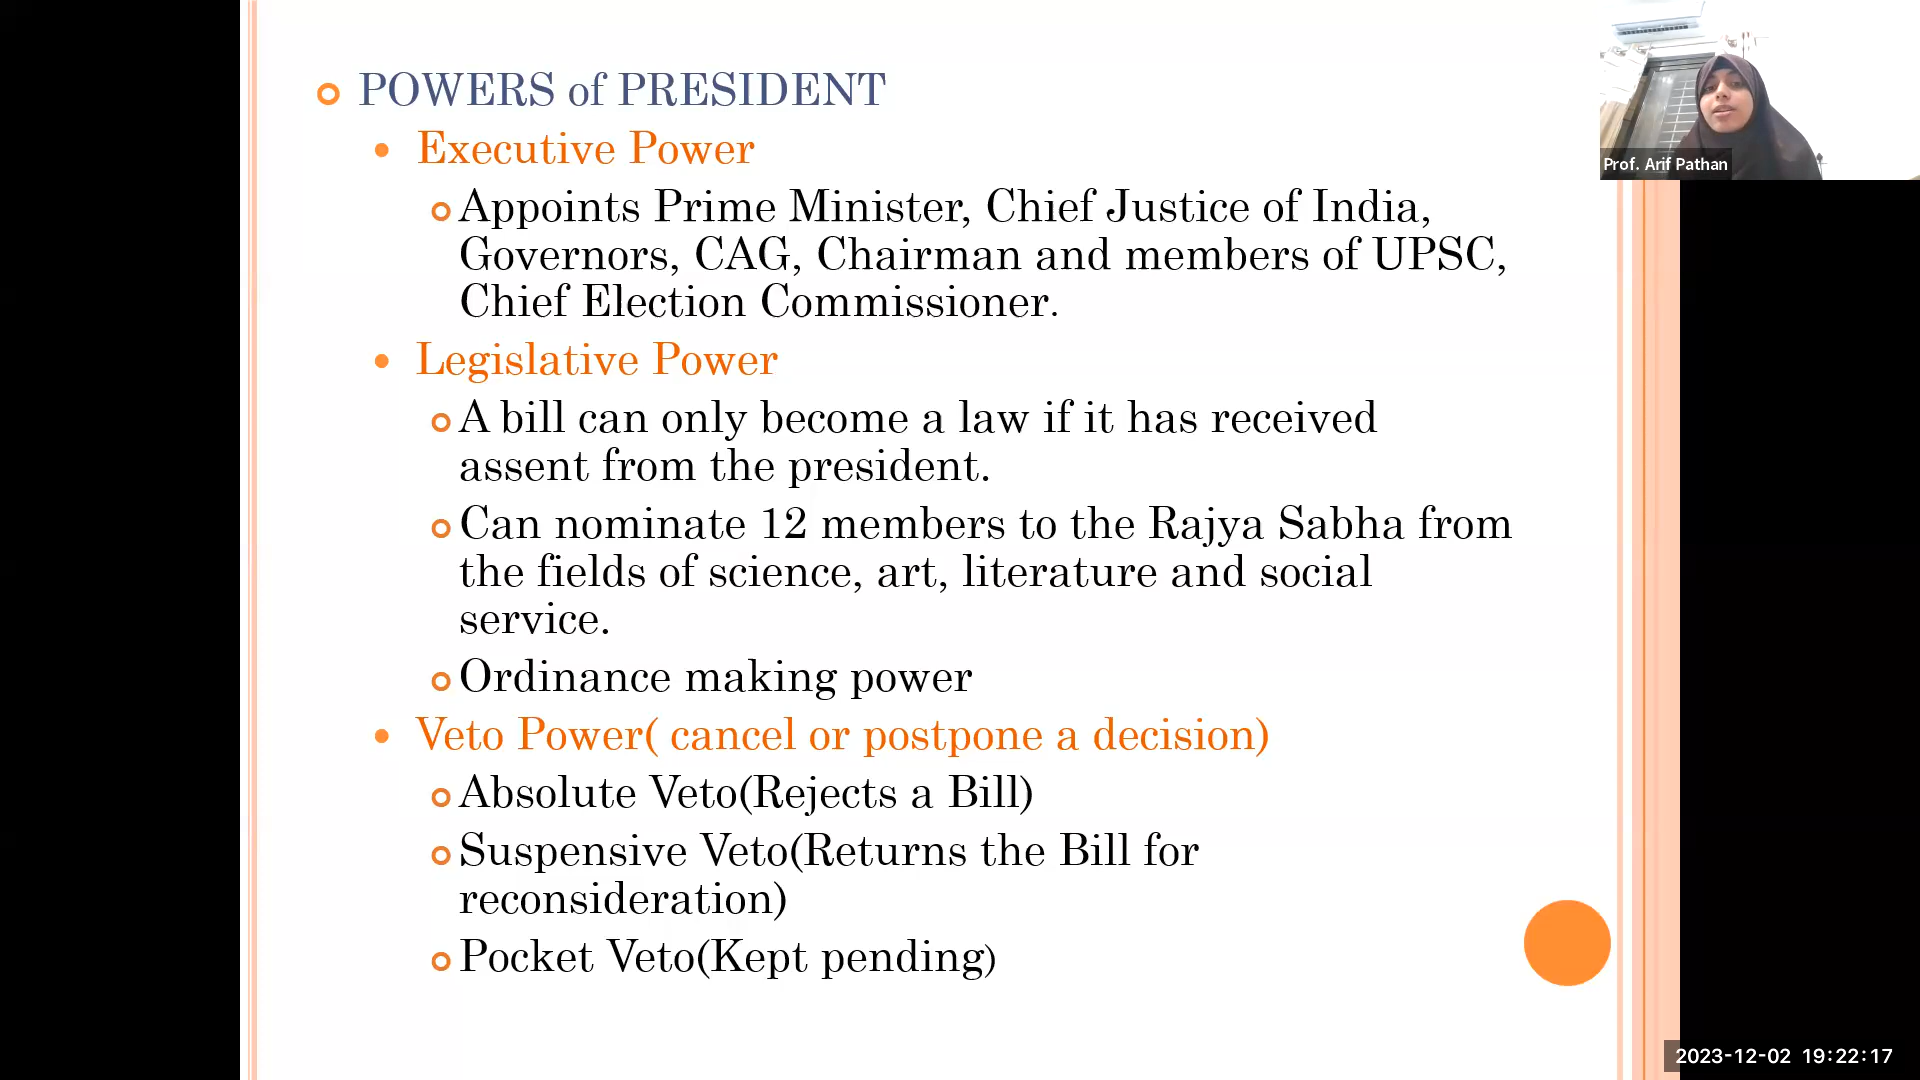 POWERS of PRESIDENT
Executive Power
Appoints Prime Minister, Chief Justice of India,
Governors, CAG, Chairman and members of UPSC,
Chief Election Commissioner.
Legislative Power
A bill can only become a law if it has received
assent from the president.
Can nominate 12 members to the Rajya Sabha from
the fields of science, art, literature and social
service.
Ordinance making power
Veto Power( cancel or postpone a decision)
Absolute Veto(Rejects a Bill)
Suspensive Veto(Returns the Bill for
reconsideration)
Pocket Veto(Kept pending)
Prof. Arif Pathan
2023-12-02 19:22:17